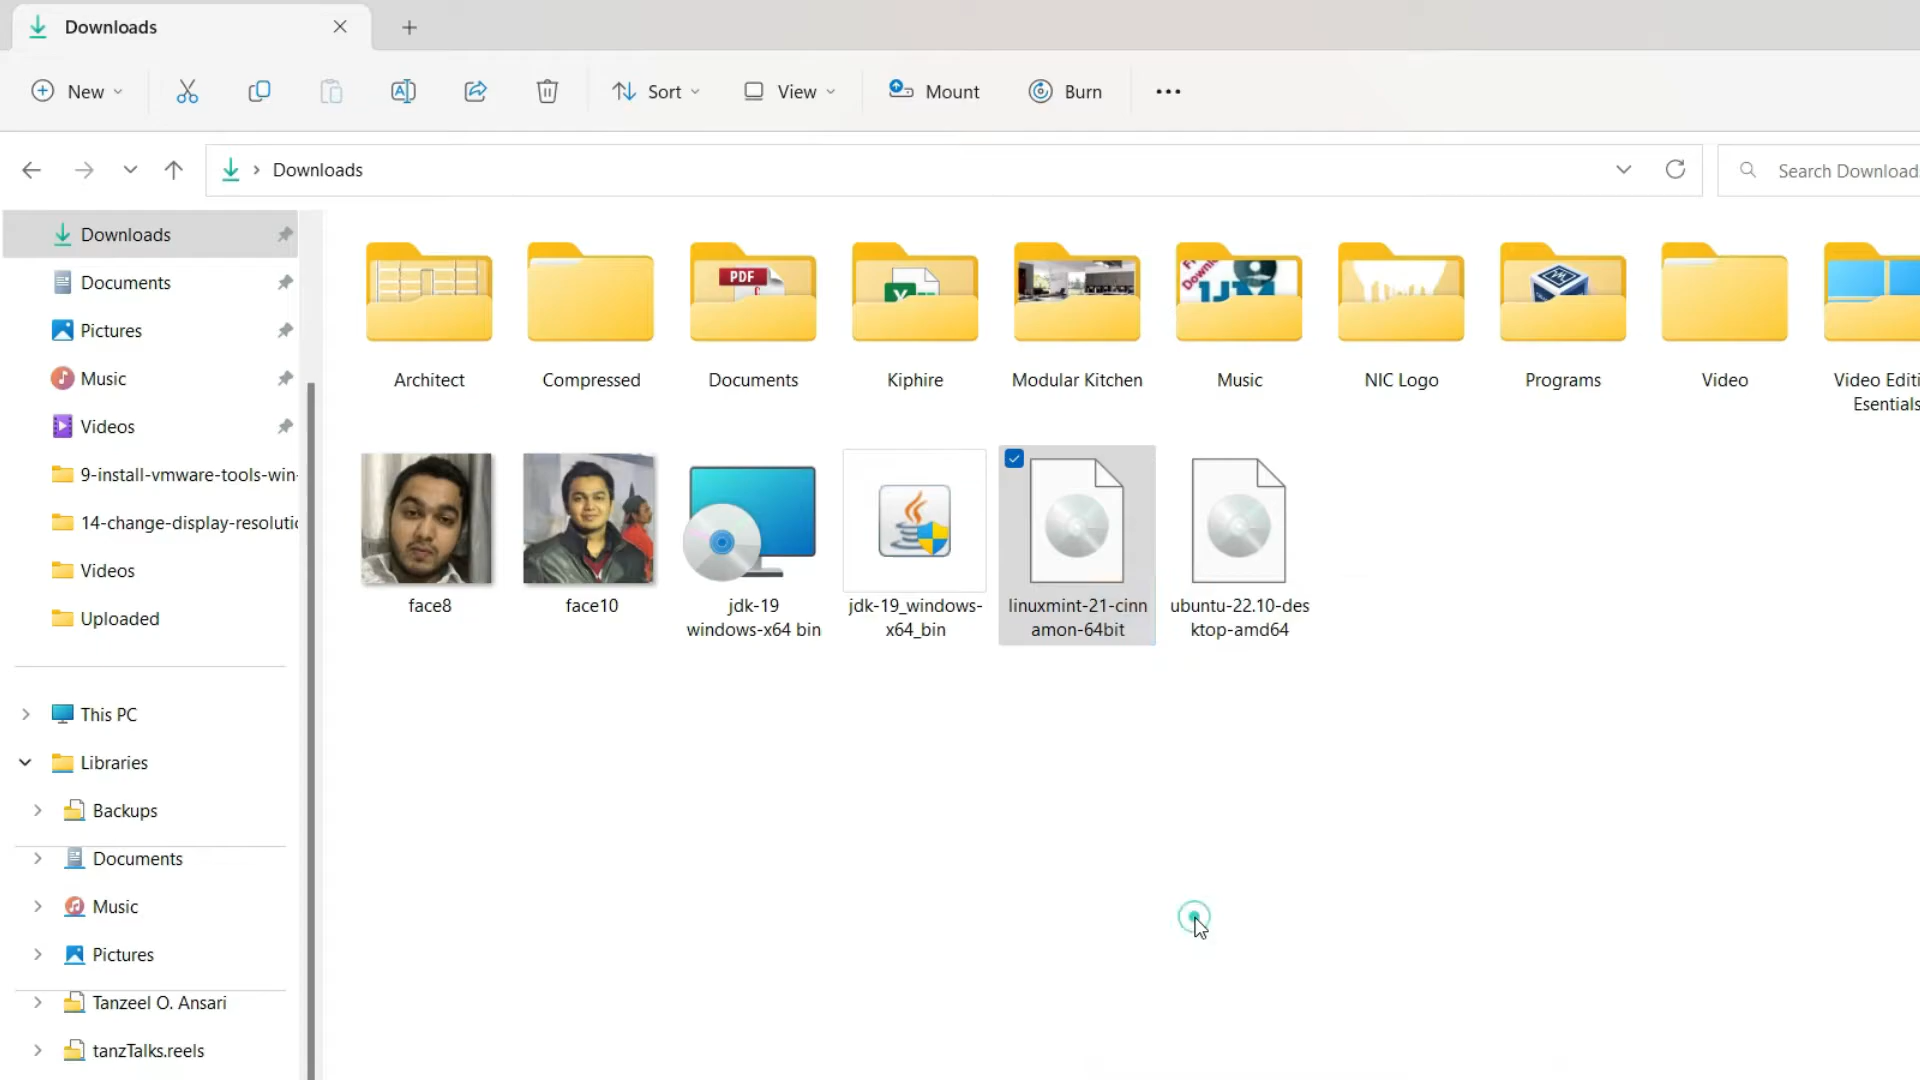 Downloads
New
Sort
View
Mount
Burn
Downloads
Search Downloads
Downloads
Documents
Pictures
Music
Videos
9-install-vmware-tools-win-
14-change-display-resolutic
Videos
Uploaded
This PC
Libraries
Backups
Documents
Music
Pictures
Tanzeel O. Ansari
tanzTalks.reels
Architect
Compressed
PDF
Documents
Kiphire
Modular Kitchen
Music
NIC Logo
Programs
Video
Video Editi
Esentials
face8
face10
jdk-19
windows-x64 bin
jdk-19_windows-
x64_bin
linuxmint-21-cinn
amon-64bit
ubuntu-22.10-des
ktop-amd64